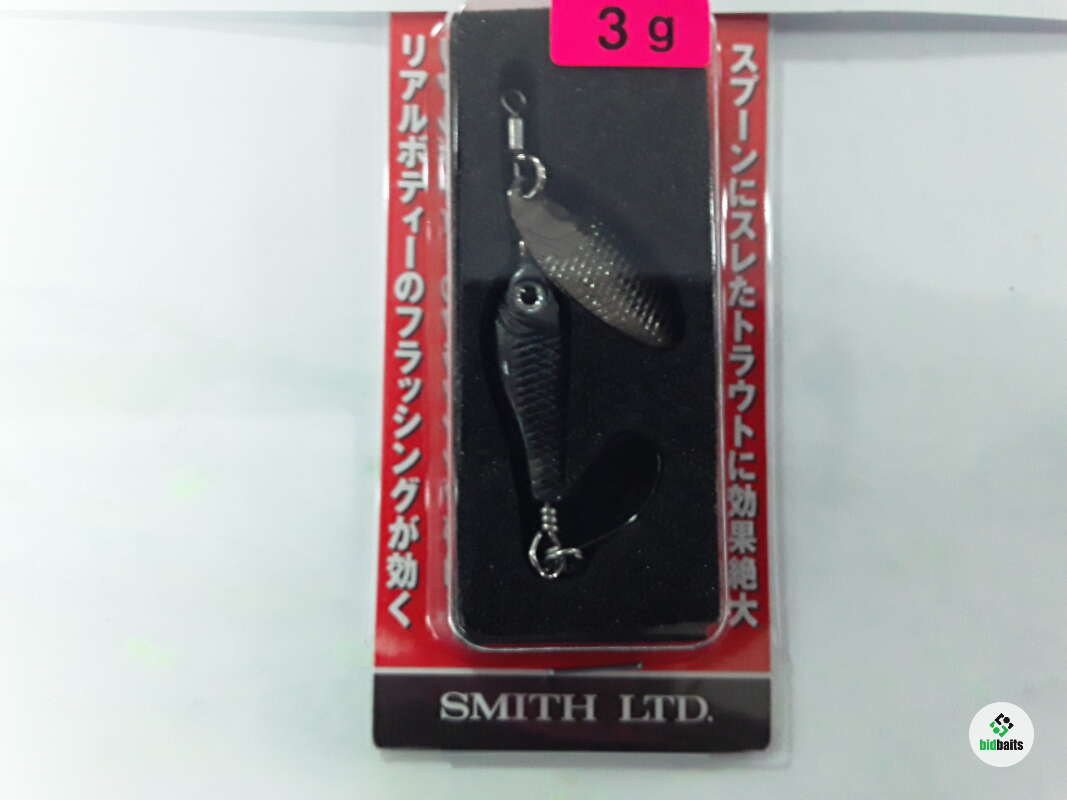 3 g
スプーンにスレたトラウトに効果絶大
リアルボディーのフラッシングが効く
SMITH LTD.
bidbaits